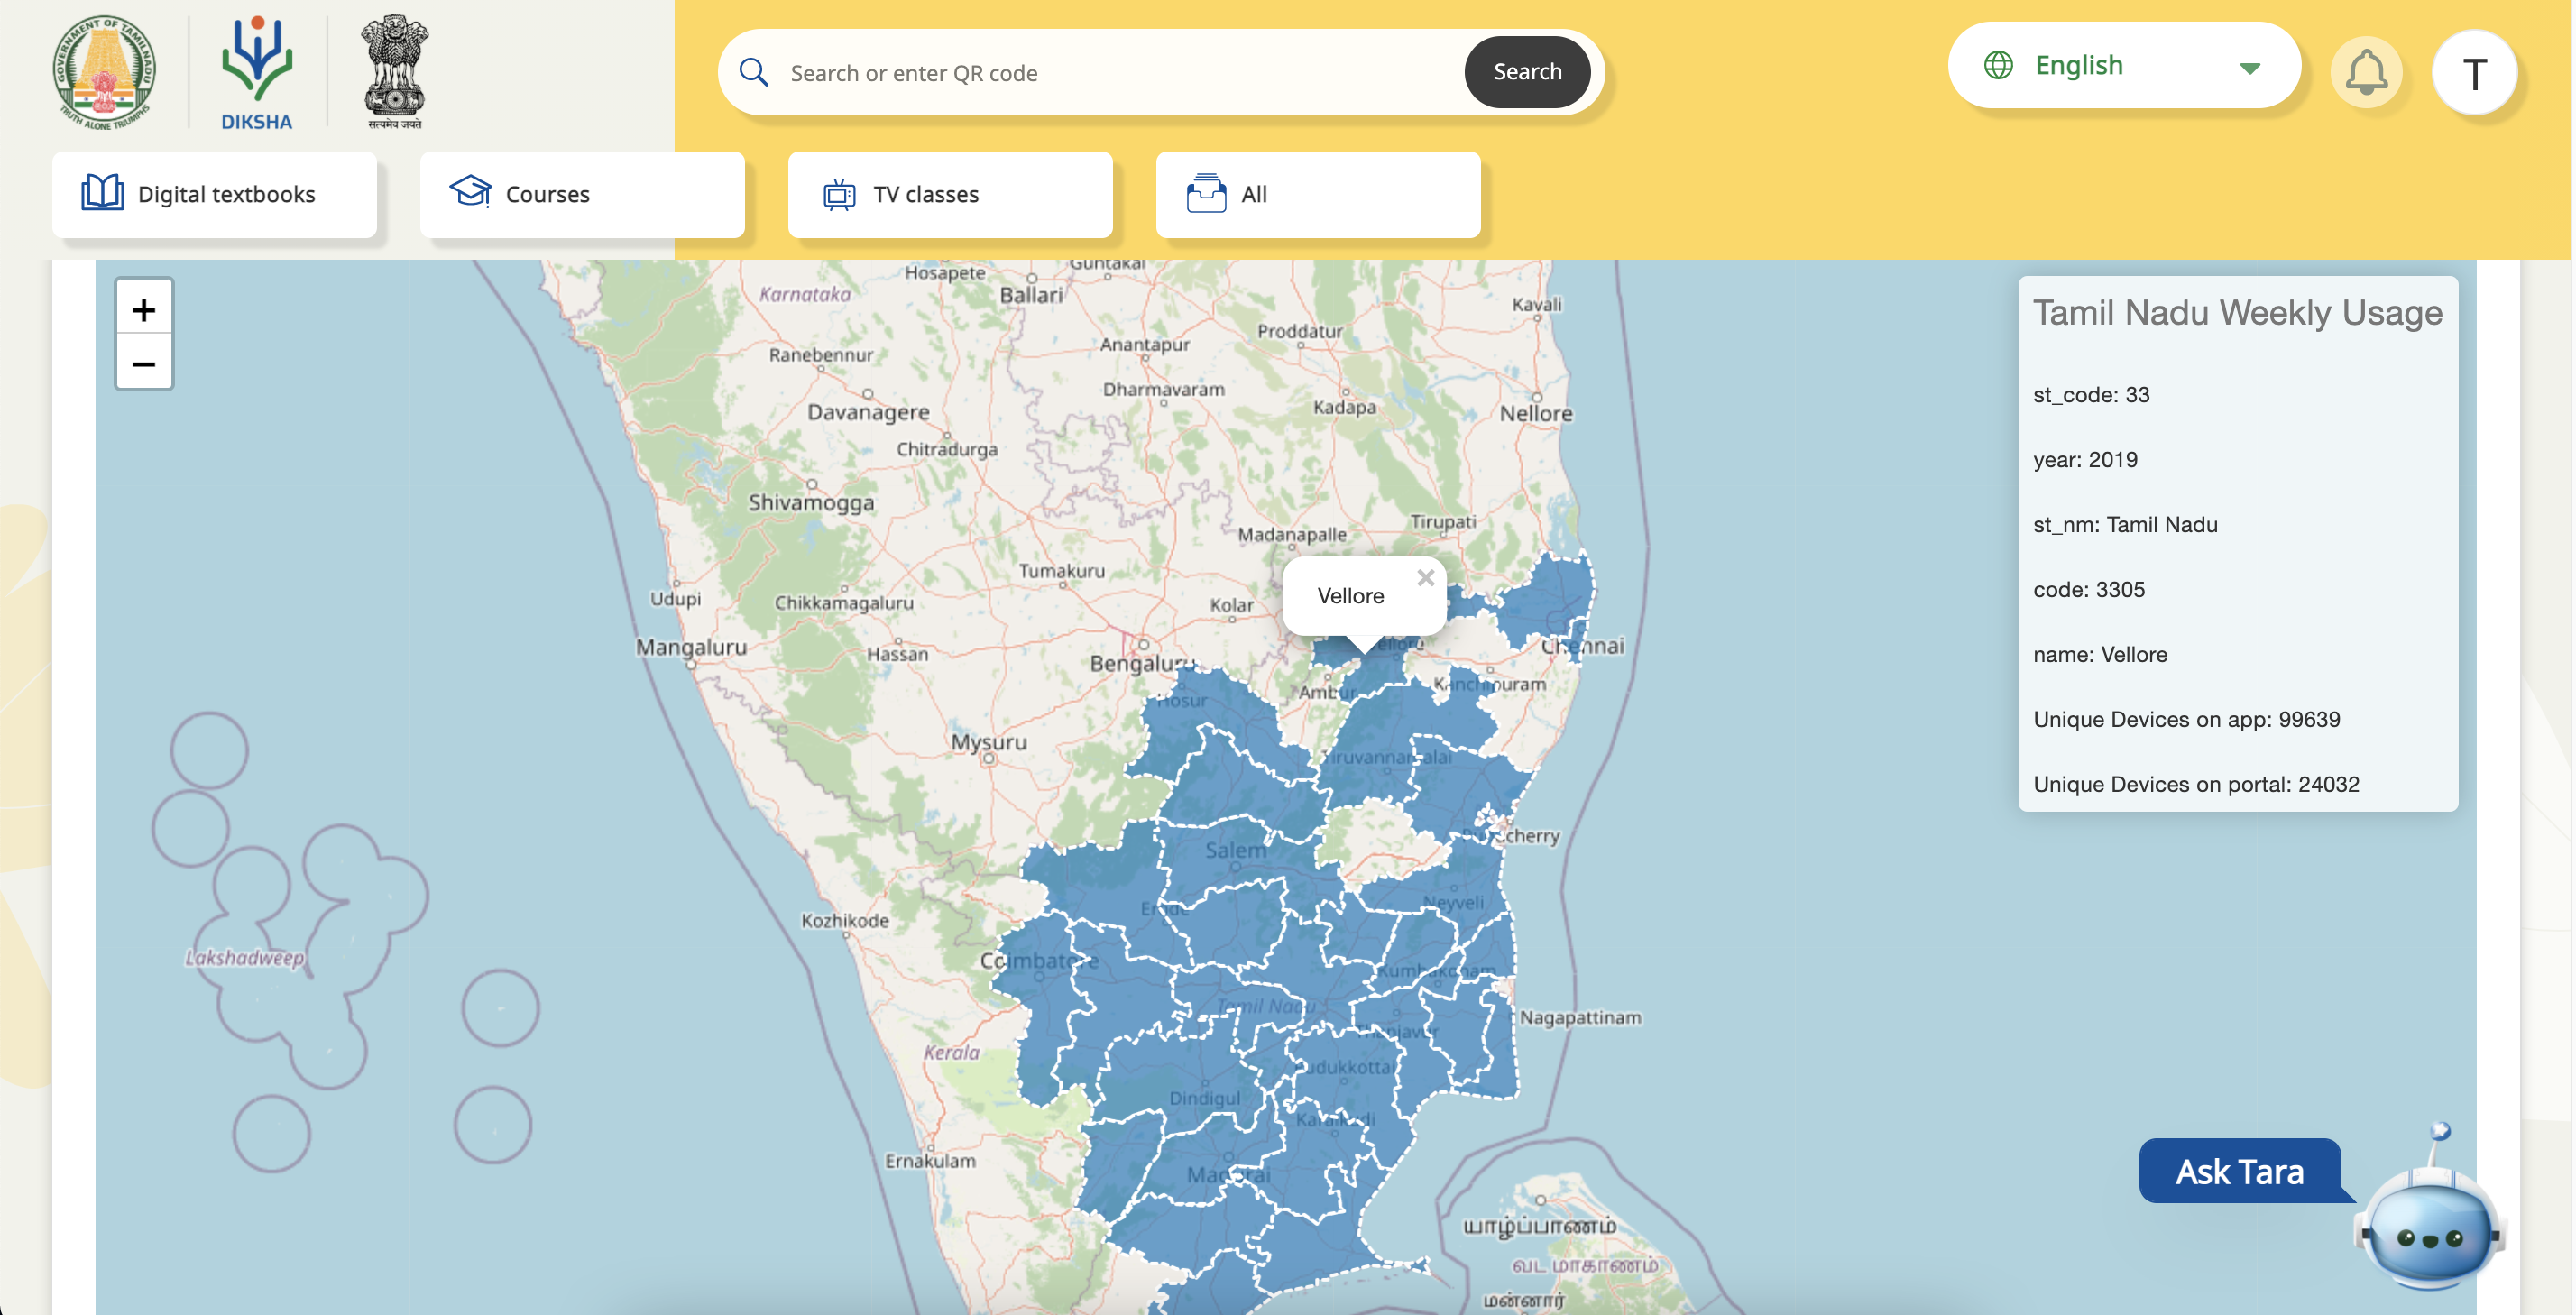 GOVERNMENT OF TAMILNADU
TRUTH ALONE TRIUMPHS
DIKSHA
सत्यमेव जयते
Search or enter QR code
Search
English
T
Digital textbooks
Courses
TV classes
All
+
−
Tamil Nadu Weekly Usage
st_code: 33
year: 2019
st_nm: Tamil Nadu
code: 3305
name: Vellore
Unique Devices on app: 99639
Unique Devices on portal: 24032
Hosapete
Guntakal
Karnataka
Ballari
Kavali
Proddatur
Ranebennur
Anantapur
Dharmavaram
Davanagere
Kadapa
Nellore
Chitradurga
Shivamogga
Tirupati
Madanapalle
Tumakuru
Vellore
×
Udupi
Chikkamagaluru
Kolar
Mangaluru
Hassan
Bengaluru
Vellore
Chennai
Ambur
Kanchipuram
Hosur
Mysuru
Tiruvannamalai
Puducherry
Salem
Erode
Neyveli
Kozhikode
Lakshadweep
Coimbatore
Kumbakonam
Tamil Nadu
Nagapattinam
Thanjavur
Kerala
Pudukkottai
Dindigul
Karaikudi
Ernakulam
Madurai
Ask Tara
யாழ்ப்பாணம்
வட மாகாணம்
மன்னார்